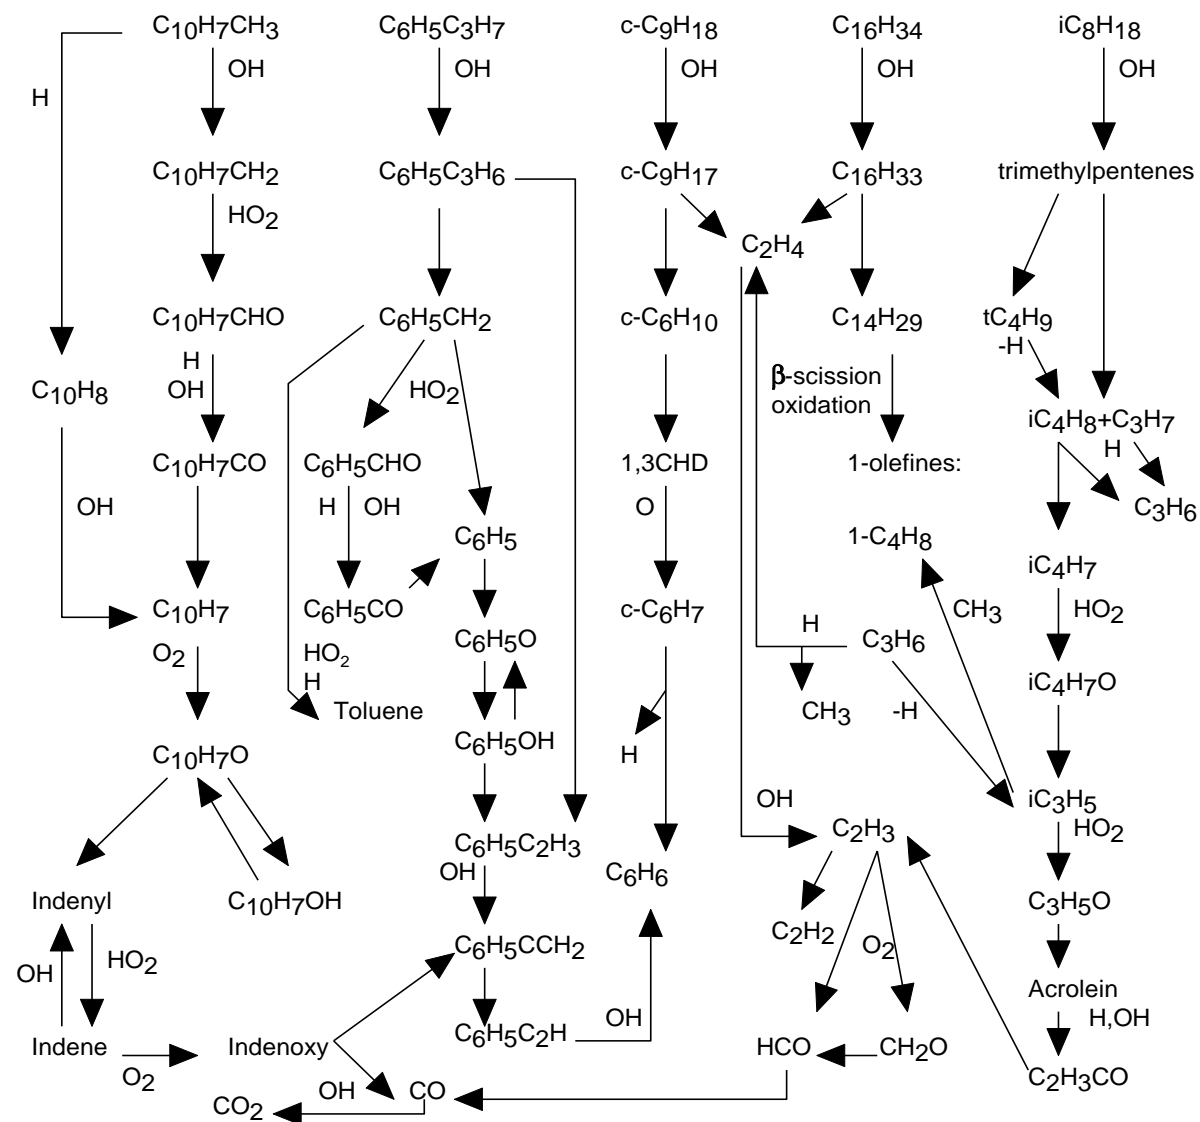 C10H7CH3 C6H5C3H7 c-C9H18 C16H34 iC8H18
OH OH OH OH OH
H
C10H7CH2 C6H5C3H6 c-C9H17 C16H33 trimethylpentenes
HO2
C2H4
C10H7CHO C6H5CH2 c-C6H10 C14H29 tC4H9
-H
H
OH
C10H8
HO2
β-scission
oxidation
iC4H8+C3H7
H
C10H7CO C6H5CHO 1,3CHD 1-olefines:
OH H OH O
C3H6
C6H5 1-C4H8
iC4H7
C10H7 C6H5CO c-C6H7 CH3 HO2
H
O2 HO2 C6H5O C3H6
H
iC4H7O
Toluene CH3 -H
C10H7O C6H5OH H
OH iC3H5
C6H5C2H3 C2H3 HO2
OH C6H6
Indenyl C10H7OH C3H5O
C2H2 O2
OH HO2 C6H5CCH2
Acrolein
OH H,OH
Indene Indenoxy C6H5C2H HCO CH2O
O2 C2H3CO
OH CO
CO2